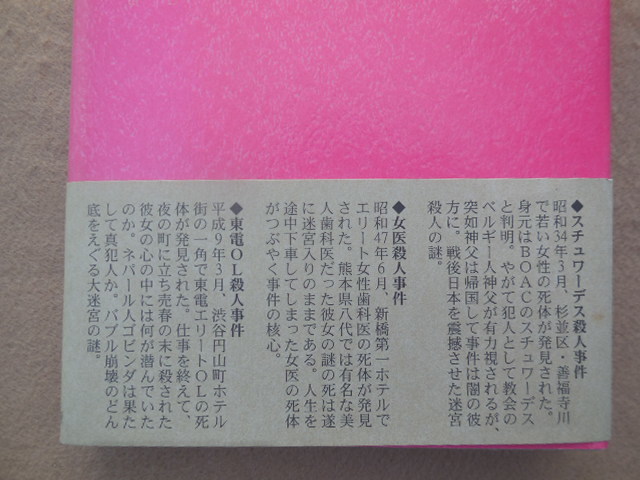 ◆スチュワーデス殺人事件
昭和34年3月、杉並区・善福寺川
で若い女性の死体が発見された。
身元はBOACのスチュワーデス
と判明。やがて犯人として教会の
ベルギー人神父が有力視されるが、
突如神父は帰国して事件は闇の彼
方に。戦後日本を震撼させた迷宮
殺人の謎。
◆女医殺人事件
昭和47年6月、新橋第一ホテルで
エリート女性歯科医の死体が発見
された。熊本県八代では有名な美
人歯科医だった彼女の謎の死は遂
に迷宮入りのままである。人生を
途中下車してしまった女医の死体
がつぶやく事件の核心。
◆東電OL殺人事件
平成9年3月、渋谷円山町ホテル
街の一角で東電エリートOLの死
体が発見された。仕事を終えて、
夜の町に立ち売春の末に殺された
彼女の心の中には何が潜んでいた
のか。ネパール人ゴビンダは果た
して真犯人か。バブル崩壊のどん
底をえぐる大迷宮の謎。